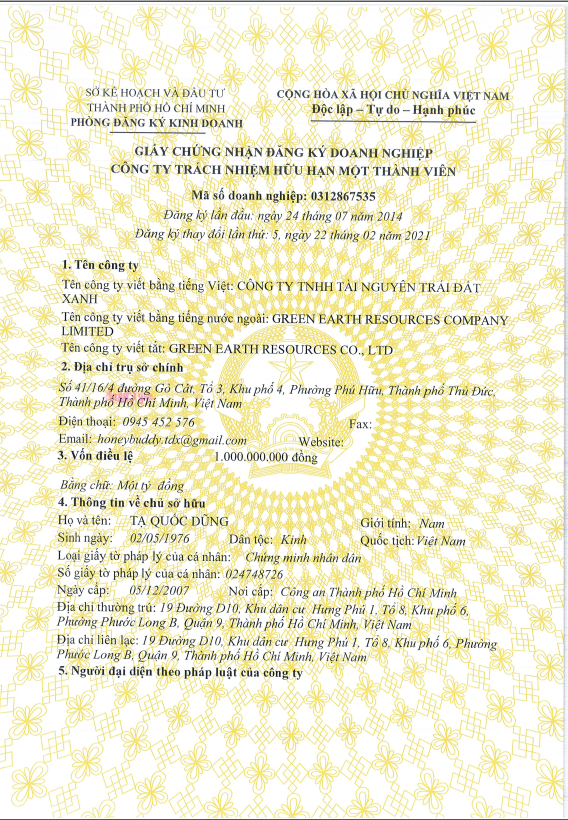 SỞ KẾ HOẠCH VÀ ĐẦU TƯ
THÀNH PHỐ HỒ CHÍ MINH
PHÒNG ĐĂNG KÝ KINH DOANH
CỘNG HÒA XÃ HỘI CHỦ NGHĨA VIỆT NAM
Độc lập – Tự do – Hạnh phúc
GIẤY CHỨNG NHẬN ĐĂNG KÝ DOANH NGHIỆP
CÔNG TY TRÁCH NHIỆM HỮU HẠN MỘT THÀNH VIÊN
Mã số doanh nghiệp: 0312867535
Đăng ký lần đầu: ngày 24 tháng 07 năm 2014
Đăng ký thay đổi lần thứ: 5, ngày 22 tháng 02 năm 2021
1. Tên công ty
Tên công ty viết bằng tiếng Việt: CÔNG TY TNHH TÀI NGUYÊN TRÁI ĐẤT
XANH
Tên công ty viết bằng tiếng nước ngoài: GREEN EARTH RESOURCES COMPANY
LIMITED
Tên công ty viết tắt: GREEN EARTH RESOURCES CO., LTD
2. Địa chỉ trụ sở chính
Số 41/16/4 đường Gò Cát, Tổ 3, Khu phố 4, Phường Phú Hữu, Thành phố Thủ Đức,
Thành phố Hồ Chí Minh, Việt Nam
Điện thoại: 0945 452 576 Fax:
Email: honeybuddy.tdx@gmail.com Website:
3. Vốn điều lệ 1.000.000.000 đồng
Bằng chữ: Một tỷ đồng
4. Thông tin về chủ sở hữu
Họ và tên: TẠ QUỐC DŨNG Giới tính: Nam
Sinh ngày: 02/05/1976 Dân tộc: Kinh Quốc tịch: Việt Nam
Loại giấy tờ pháp lý của cá nhân: Chứng minh nhân dân
Số giấy tờ pháp lý của cá nhân: 024748726
Ngày cấp: 05/12/2007 Nơi cấp: Công an Thành phố Hồ Chí Minh
Địa chỉ thường trú: 19 Đường D10, Khu dân cư Hưng Phú 1, Tổ 8, Khu phố 6,
Phường Phước Long B, Quận 9, Thành phố Hồ Chí Minh, Việt Nam
Địa chỉ liên lạc: 19 Đường D10, Khu dân cư Hưng Phú 1, Tổ 8, Khu phố 6, Phường
Phước Long B, Quận 9, Thành phố Hồ Chí Minh, Việt Nam
5. Người đại diện theo pháp luật của công ty